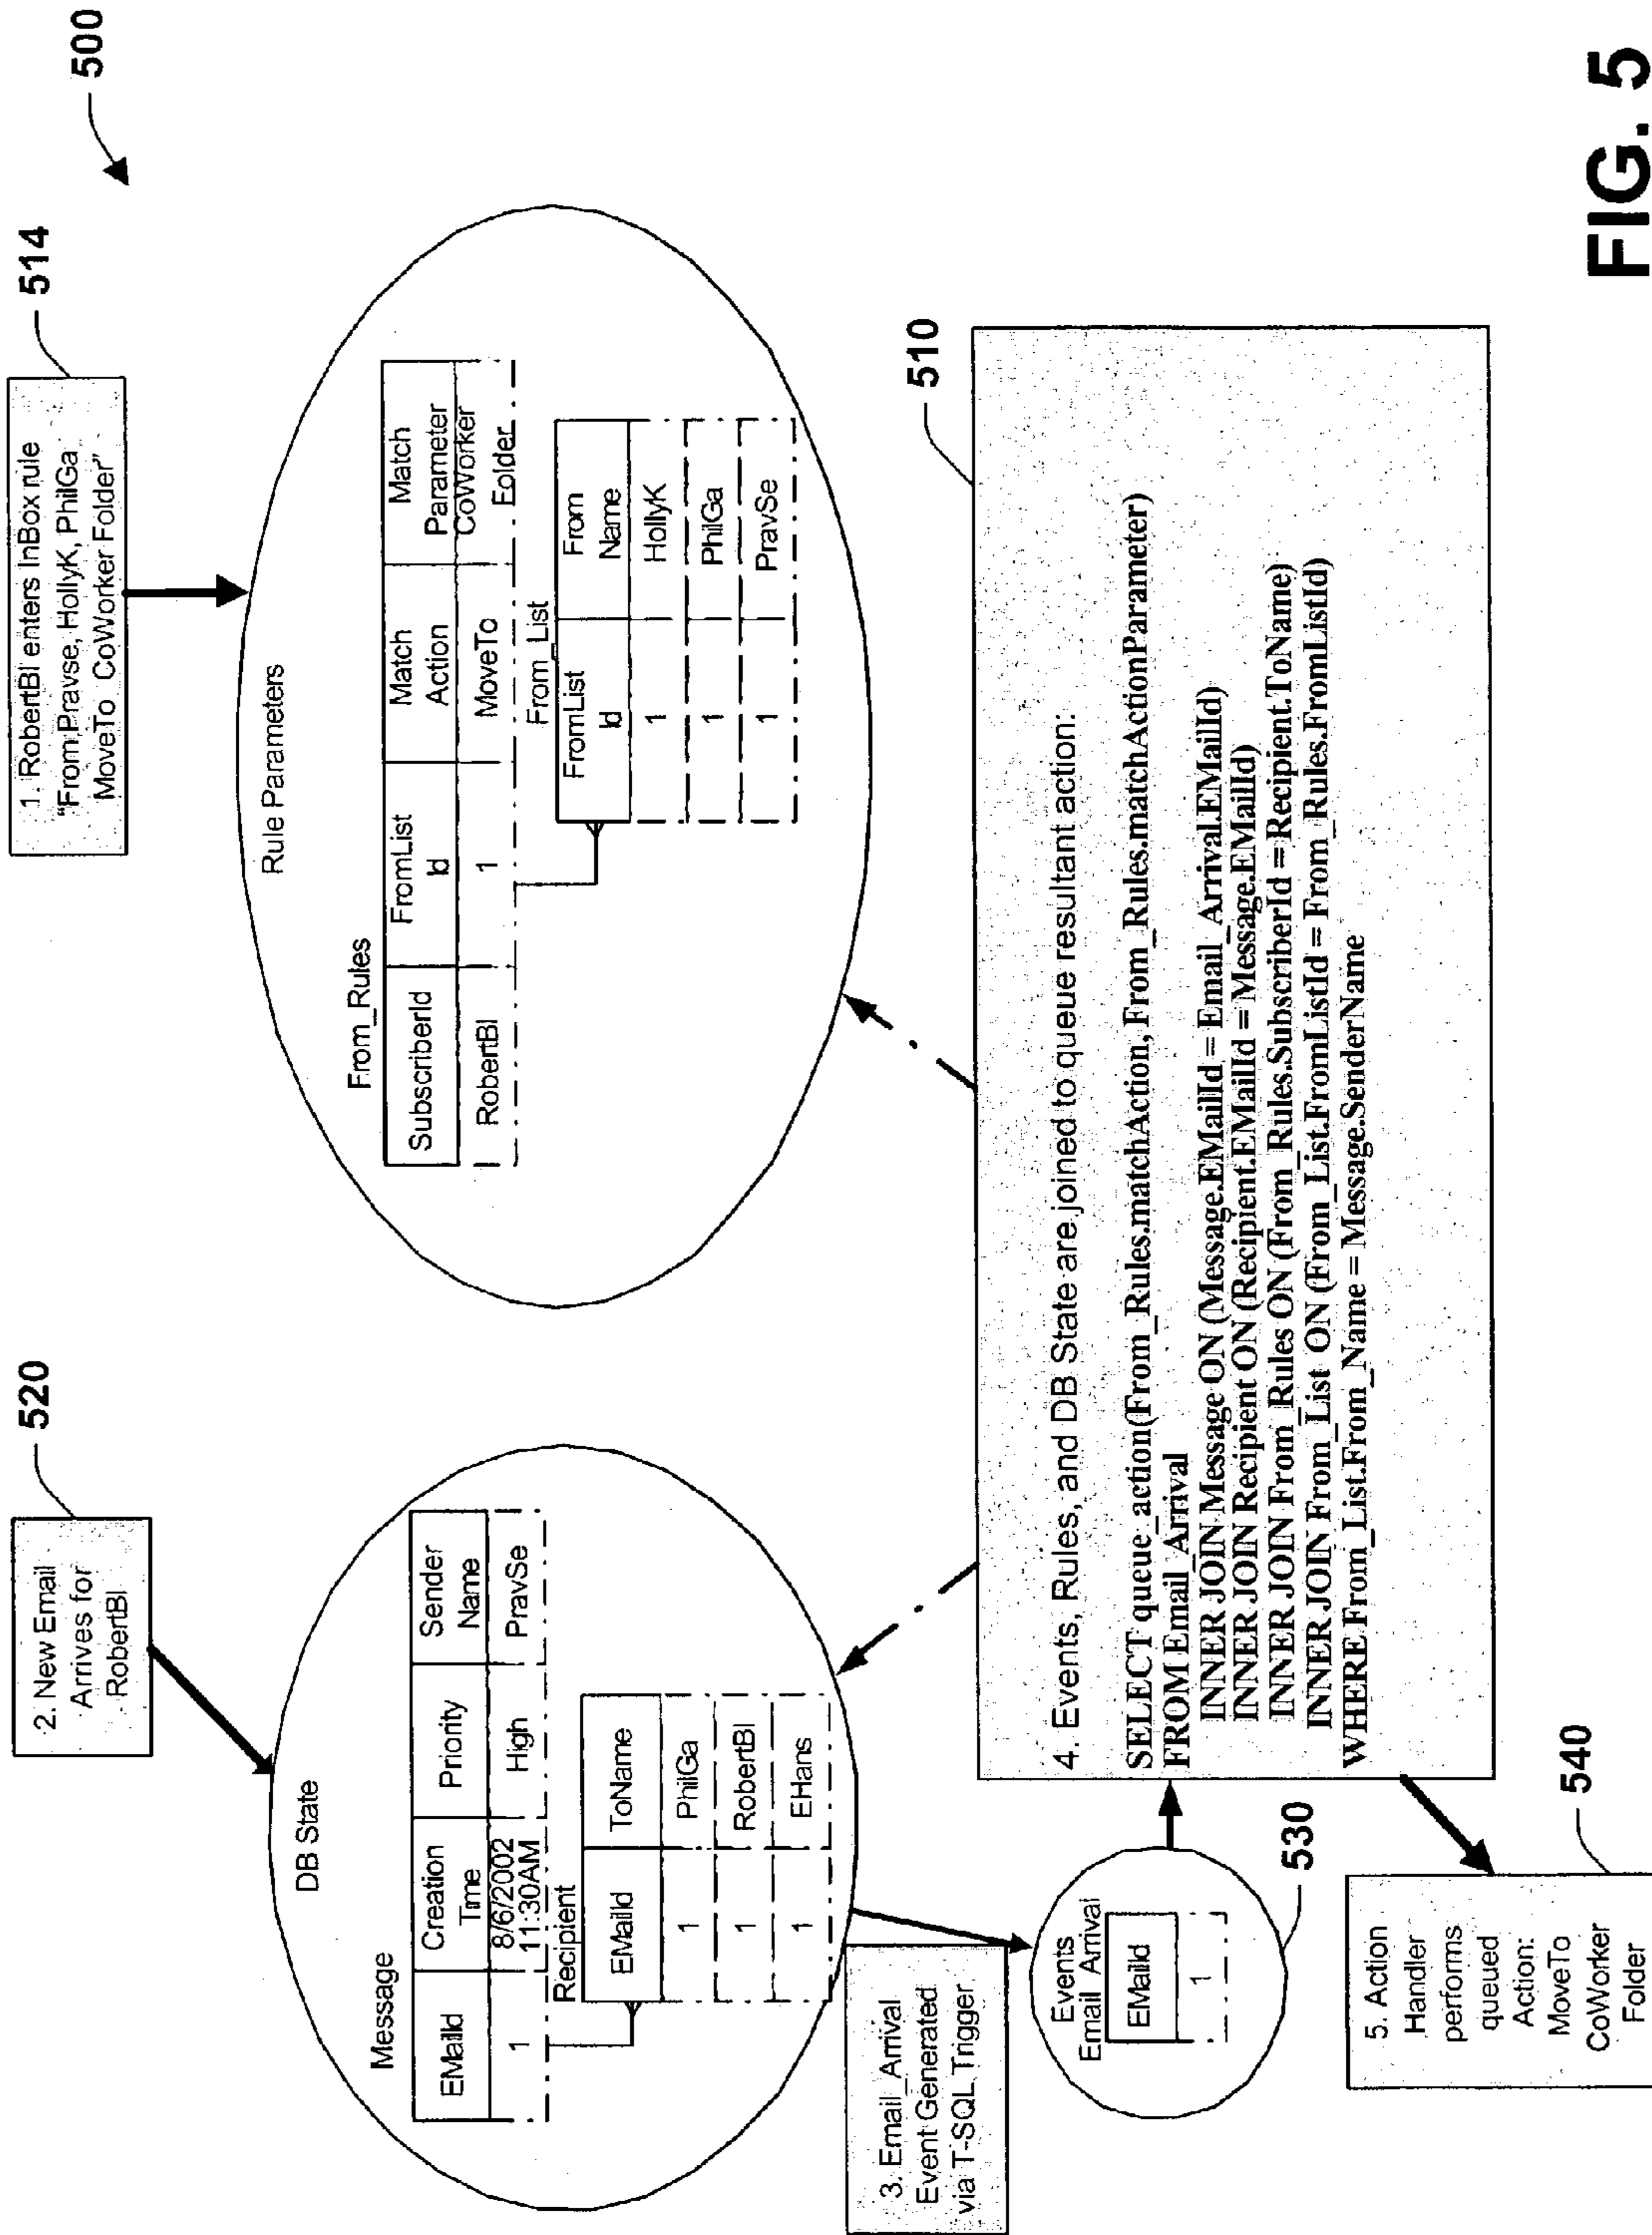 500
1. RobertBl enters InBox rule
"From Pravse, HollyK, PhilGa
MoveTo CoWorker Folder"
514
Rule Parameters
From_Rules
SubscriberId
FromList
Id
Match
Action
Match
Parameter
RobertBl
1
MoveTo
CoWorker
Folder
From_List
FromList
Id
From
Name
1
HollyK
1
PhilGa
1
PravSe
2. New Email
Arrives for
RobertBl
520
DB State
Message
EMailId
Creation
Time
Priority
Sender
Name
1
8/6/2002
11:30AM
High
PravSe
Recipient
EMailId
ToName
1
PhilGa
1
RobertBl
1
EHans
3. Email_Arrival
Event Generated
via T-SQL Trigger
Events
Email_Arrival
EMailId
1
530
510
4. Events, Rules, and DB State are joined to queue resultant action:
SELECT queue_action(From_Rules.matchAction, From_Rules.matchActionParameter)
FROM Email_Arrival
INNER JOIN Message ON (Message.EMailId = Email_Arrival.EMailId)
INNER JOIN Recipient ON (Recipient.EMailId = Message.EMailId)
INNER JOIN From_Rules ON (From_Rules.SubscriberId = Recipient.ToName)
INNER JOIN From_List ON (From_List.FromListId = From_Rules.FromListId)
WHERE From_List.From_Name = Message.SenderName
5. Action
Handler
performs
queued
Action:
MoveTo
CoWorker
Folder
540
FIG. 5